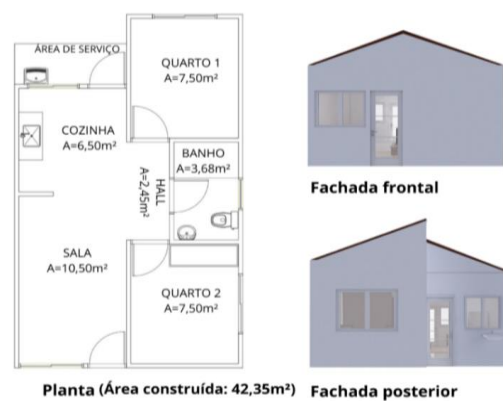 ÁREA DE SERVIÇO
QUARTO 1
A=7,50m²
COZINHA
A=6,50m²
BANHO
A=3,68m²
HALL
A=2,45m²
SALA
A=10,50m²
QUARTO 2
A=7,50m²
Planta (Área construída: 42,35m²)
Fachada frontal
Fachada posterior